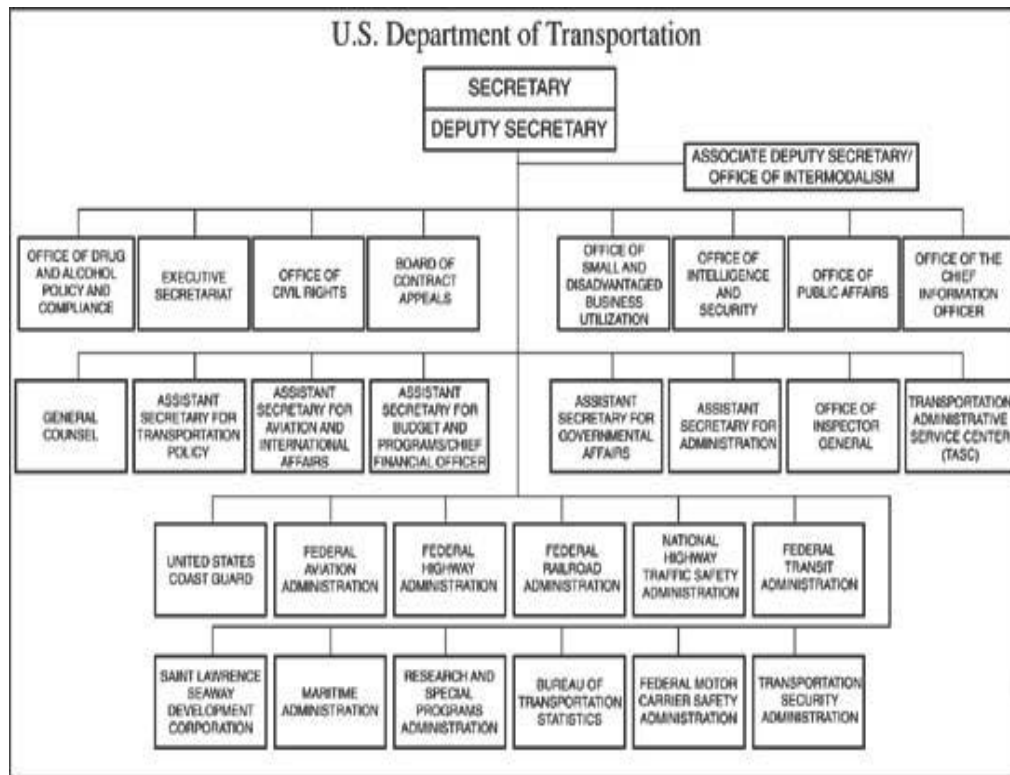 U.S. Department of Transportation
SECRETARY
DEPUTY SECRETARY
ASSOCIATE DEPUTY SECRETARY/
OFFICE OF INTERMODALISM
OFFICE OF DRUG
AND ALCOHOL
POLICY AND
COMPLIANCE
EXECUTIVE
SECRETARIAT
OFFICE OF
CIVIL RIGHTS
BOARD OF
CONTRACT
APPEALS
OFFICE OF
SMALL AND
DISADVANTAGED
BUSINESS
UTILIZATION
OFFICE OF
INTELLIGENCE
AND
SECURITY
OFFICE OF
PUBLIC AFFAIRS
OFFICE OF THE
CHIEF
INFORMATION
OFFICER
GENERAL
COUNSEL
ASSISTANT
SECRETARY FOR
TRANSPORTATION
POLICY
ASSISTANT
SECRETARY FOR
AVIATION AND
INTERNATIONAL
AFFAIRS
ASSISTANT
SECRETARY FOR
BUDGET AND
PROGRAMS/CHIEF
FINANCIAL OFFICER
ASSISTANT
SECRETARY FOR
GOVERNMENTAL
AFFAIRS
ASSISTANT
SECRETARY FOR
ADMINISTRATION
OFFICE OF
INSPECTOR
GENERAL
TRANSPORTATION
ADMINISTRATIVE
SERVICE CENTER
(TASC)
UNITED STATES
COAST GUARD
FEDERAL
AVIATION
ADMINISTRATION
FEDERAL
HIGHWAY
ADMINISTRATION
FEDERAL
RAILROAD
ADMINISTRATION
NATIONAL
HIGHWAY
TRAFFIC SAFETY
ADMINISTRATION
FEDERAL
TRANSIT
ADMINISTRATION
SAINT LAWRENCE
SEAWAY
DEVELOPMENT
CORPORATION
MARITIME
ADMINISTRATION
RESEARCH AND
SPECIAL
PROGRAMS
ADMINISTRATION
BUREAU OF
TRANSPORTATION
STATISTICS
FEDERAL MOTOR
CARRIER SAFETY
ADMINISTRATION
TRANSPORTATION
SECURITY
ADMINISTRATION